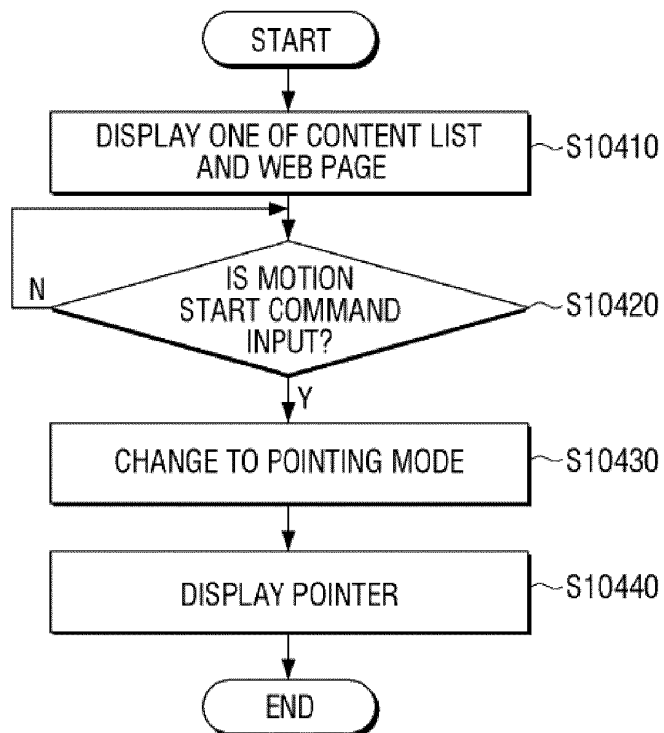 START
DISPLAY ONE OF CONTENT LIST
AND WEB PAGE
S10410
IS MOTION
START COMMAND
INPUT?
S10420
N
Y
CHANGE TO POINTING MODE
S10430
DISPLAY POINTER
S10440
END